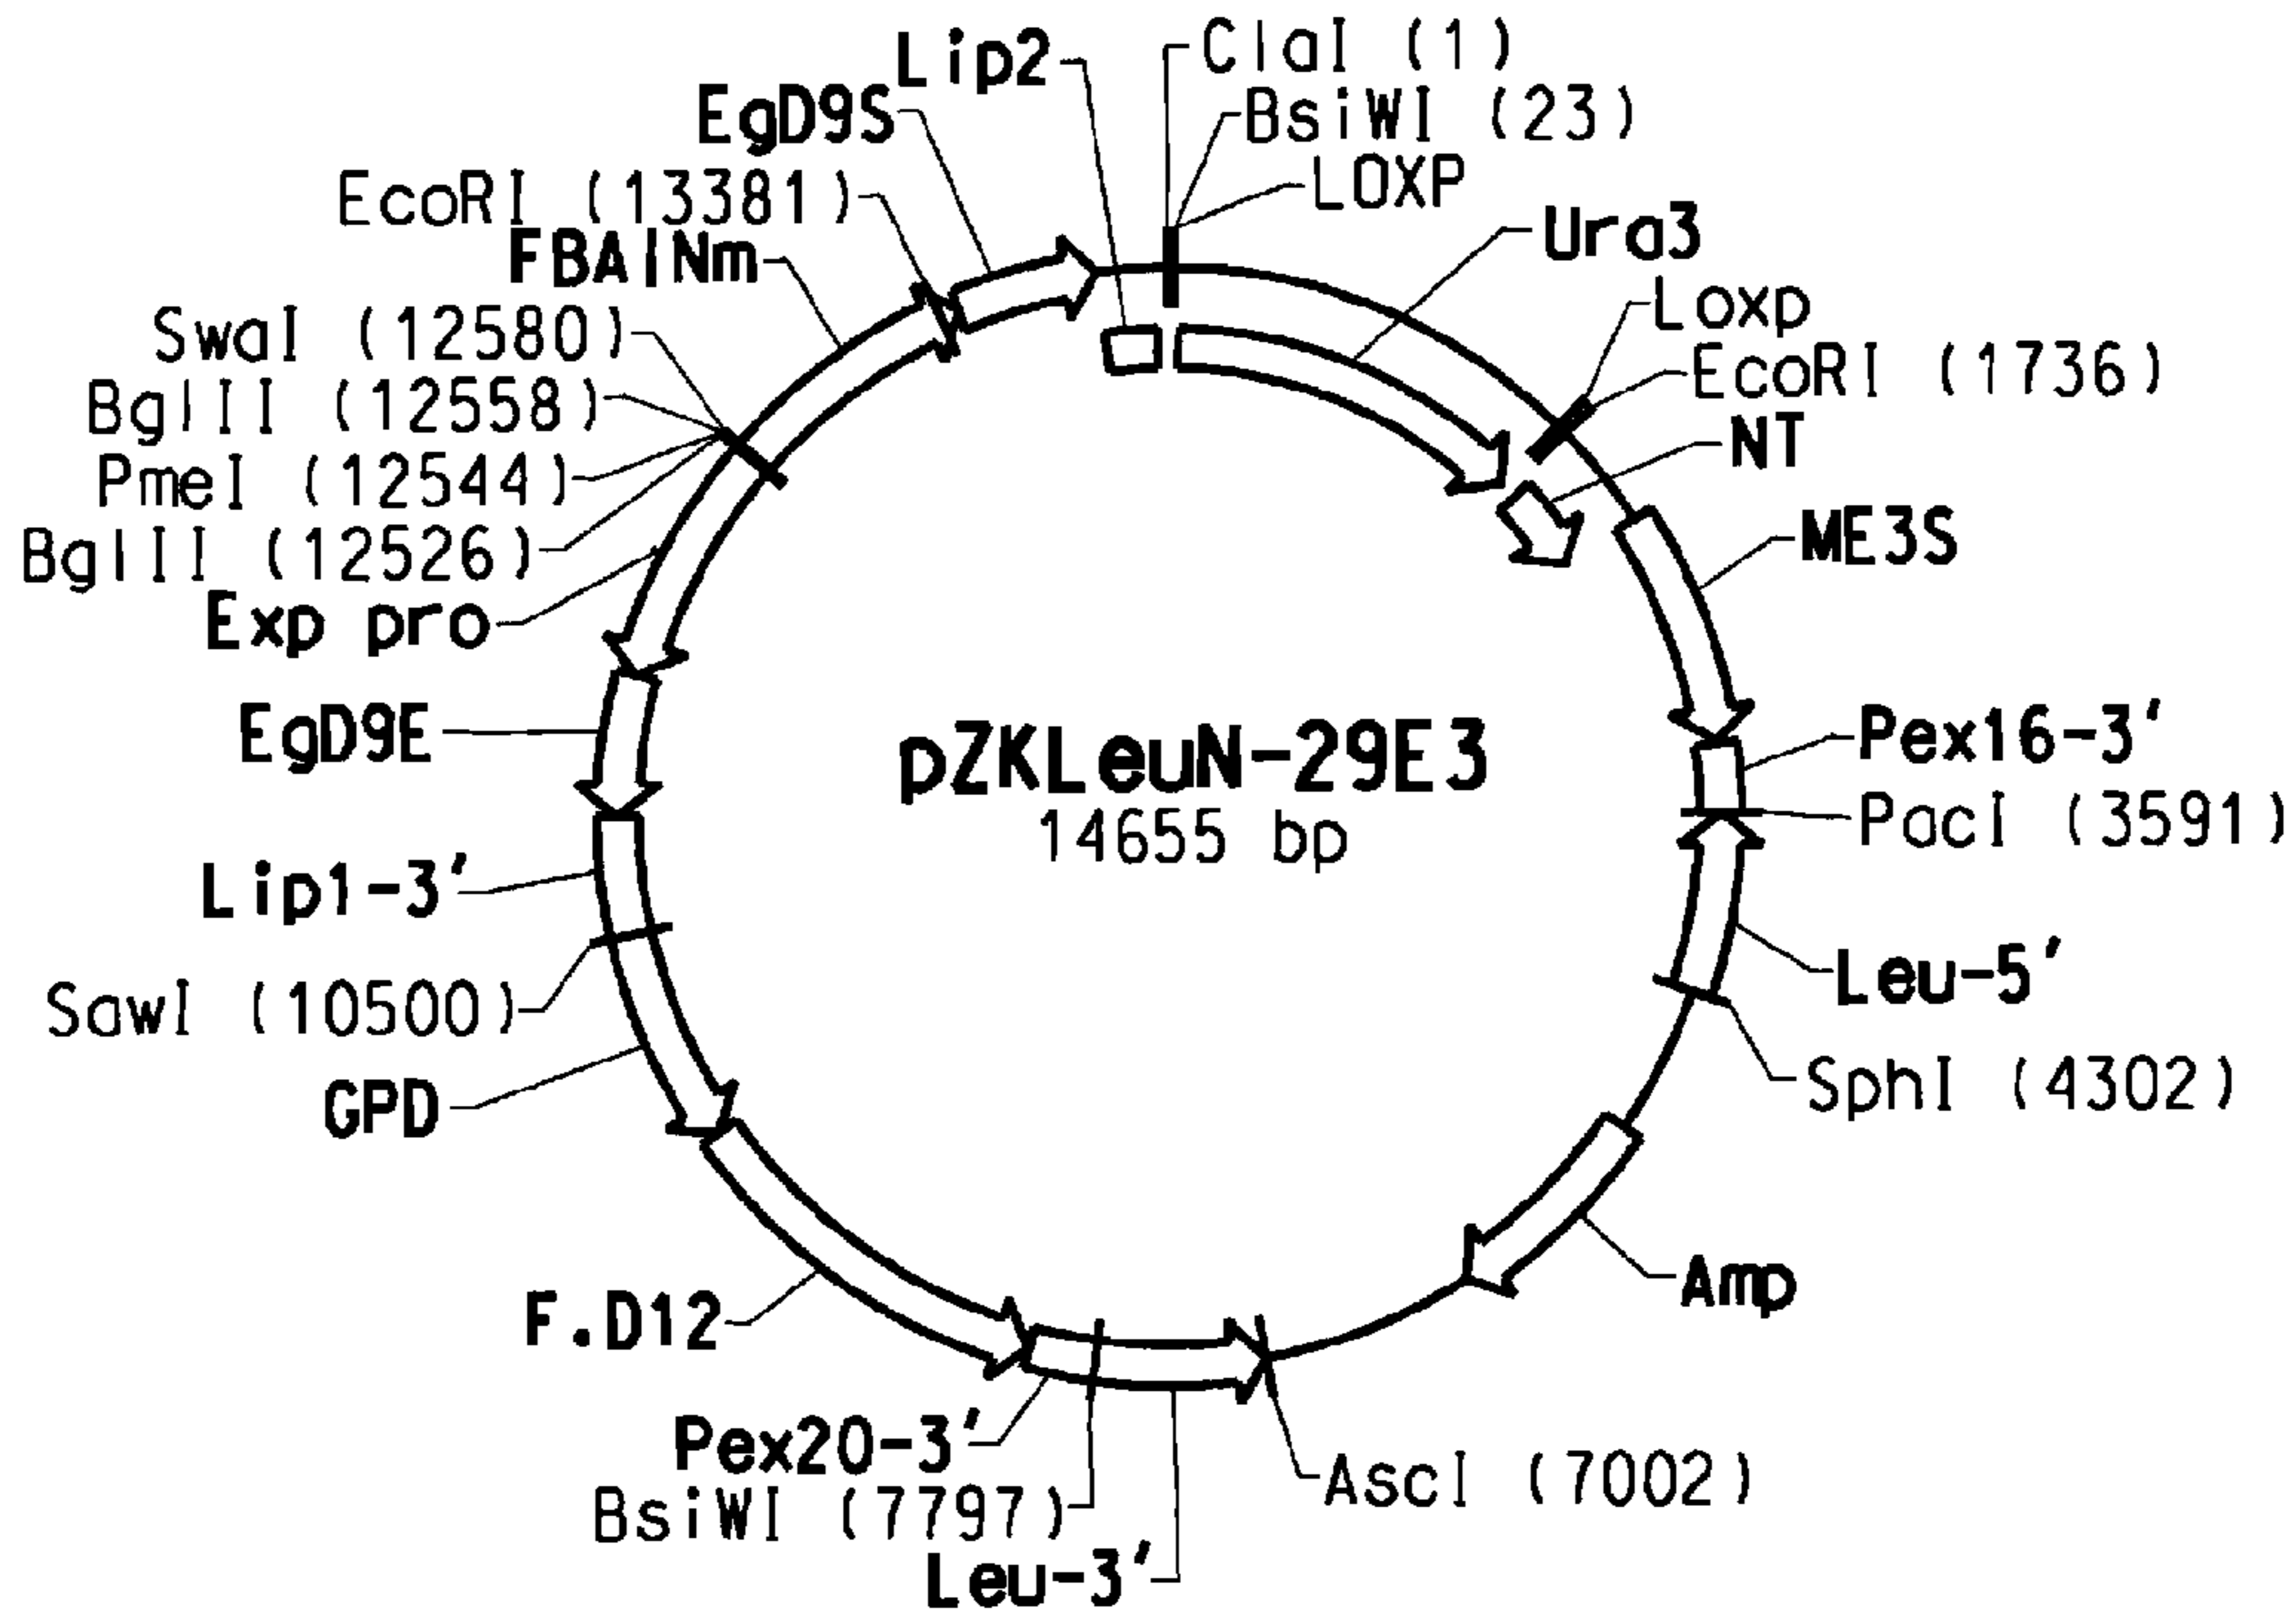 Lip2
ClaI (1)
EgD9S
BsiWI (23)
EcoRI (13381)
LOXP
FBAINm
Ura3
SwaI (12580)
Loxp
BglII (12558)
EcoRI (1736)
PmeI (12544)
NT
BglII (12526)
ME3S
Exp pro
EgD9E
pZKLeuN-29E3
14655 bp
Pex16-3'
PacI (3591)
Lip1-3'
Leu-5'
SawI (10500)
SphI (4302)
GPD
Amp
F.D12
Pex20-3'
AscI (7002)
BsiWI (7797)
Leu-3'